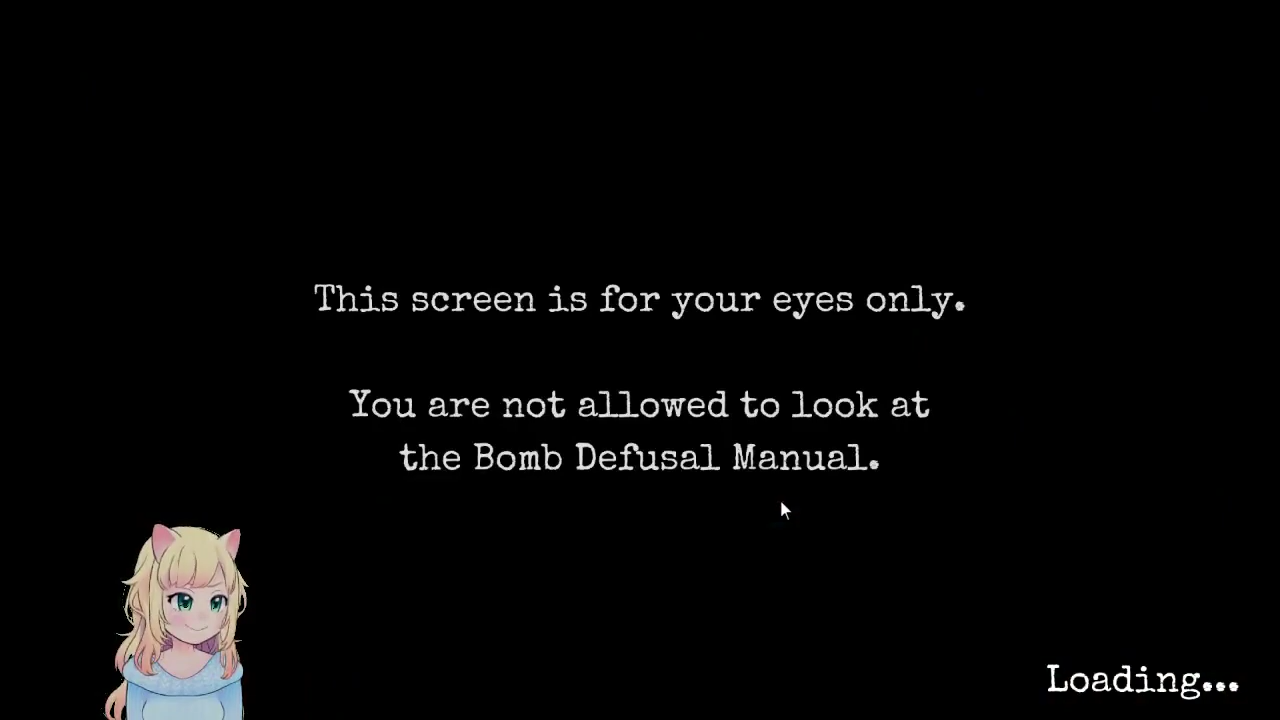 This screen is for your eyes only.
You are not allowed to look at
the Bomb Defusal Manual.
Loading...